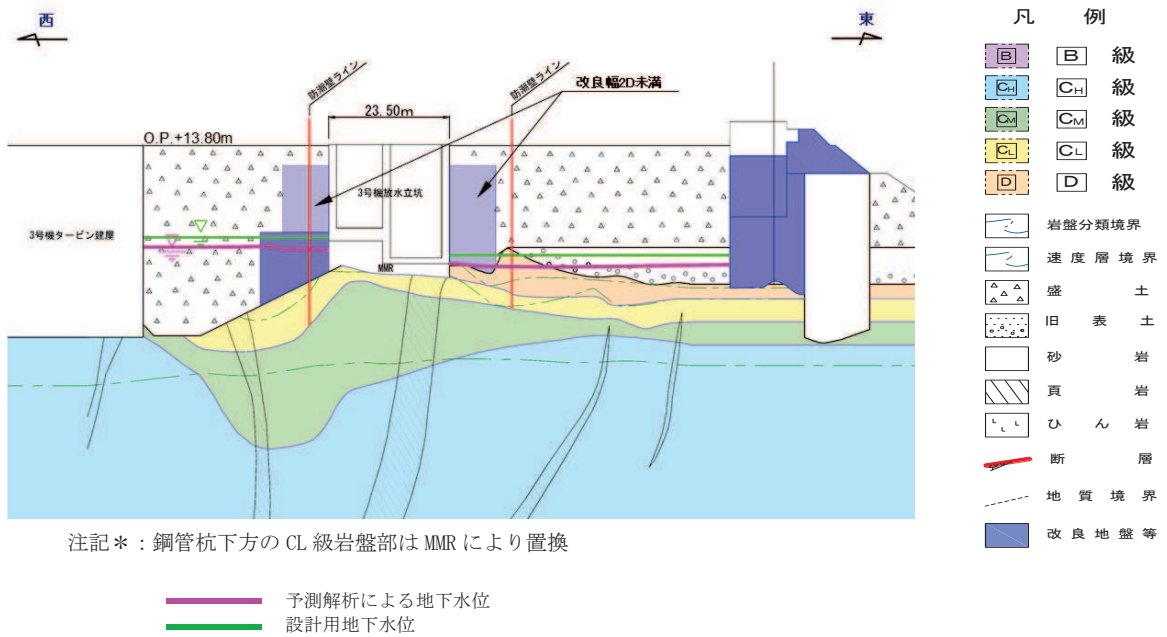 西
東
防潮壁ライン
防潮壁ライン
改良幅2D未満
23.50m
O.P.+13.80m
3号機放水立坑
3号機タービン建屋
MMR
注記＊：鋼管杭下方の CL 級岩盤部は MMR により置換
予測解析による地下水位
設計用地下水位
凡 例
B B 級
CH CH 級
CM CM 級
CL CL 級
D D 級
岩盤分類境界
速度層境界
盛 土
旧 表 土
砂 岩
頁 岩
ひ ん 岩
断 層
地 質 境 界
改 良 地 盤 等